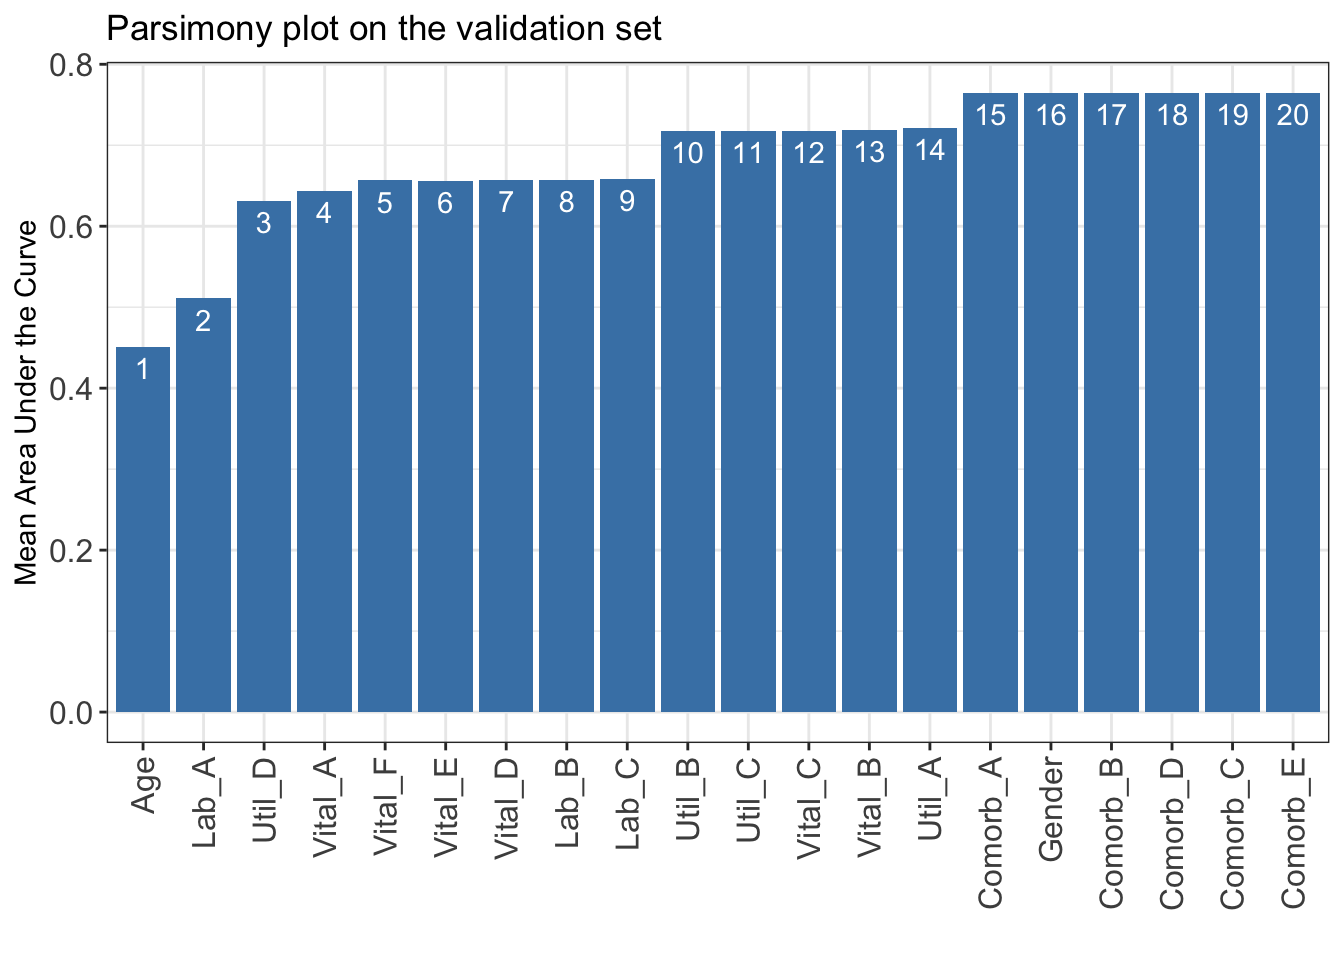 Parsimony plot on the validation set
Mean Area Under the Curve
0.8
0.6
0.4
0.2
0.0
1
2
3
4
5
6
7
8
9
10
11
12
13
14
15
16
17
18
19
20
Age
Lab_A
Util_D
Vital_A
Vital_F
Vital_E
Vital_D
Lab_B
Lab_C
Util_B
Util_C
Vital_C
Vital_B
Util_A
Comorb_A
Gender
Comorb_B
Comorb_D
Comorb_C
Comorb_E